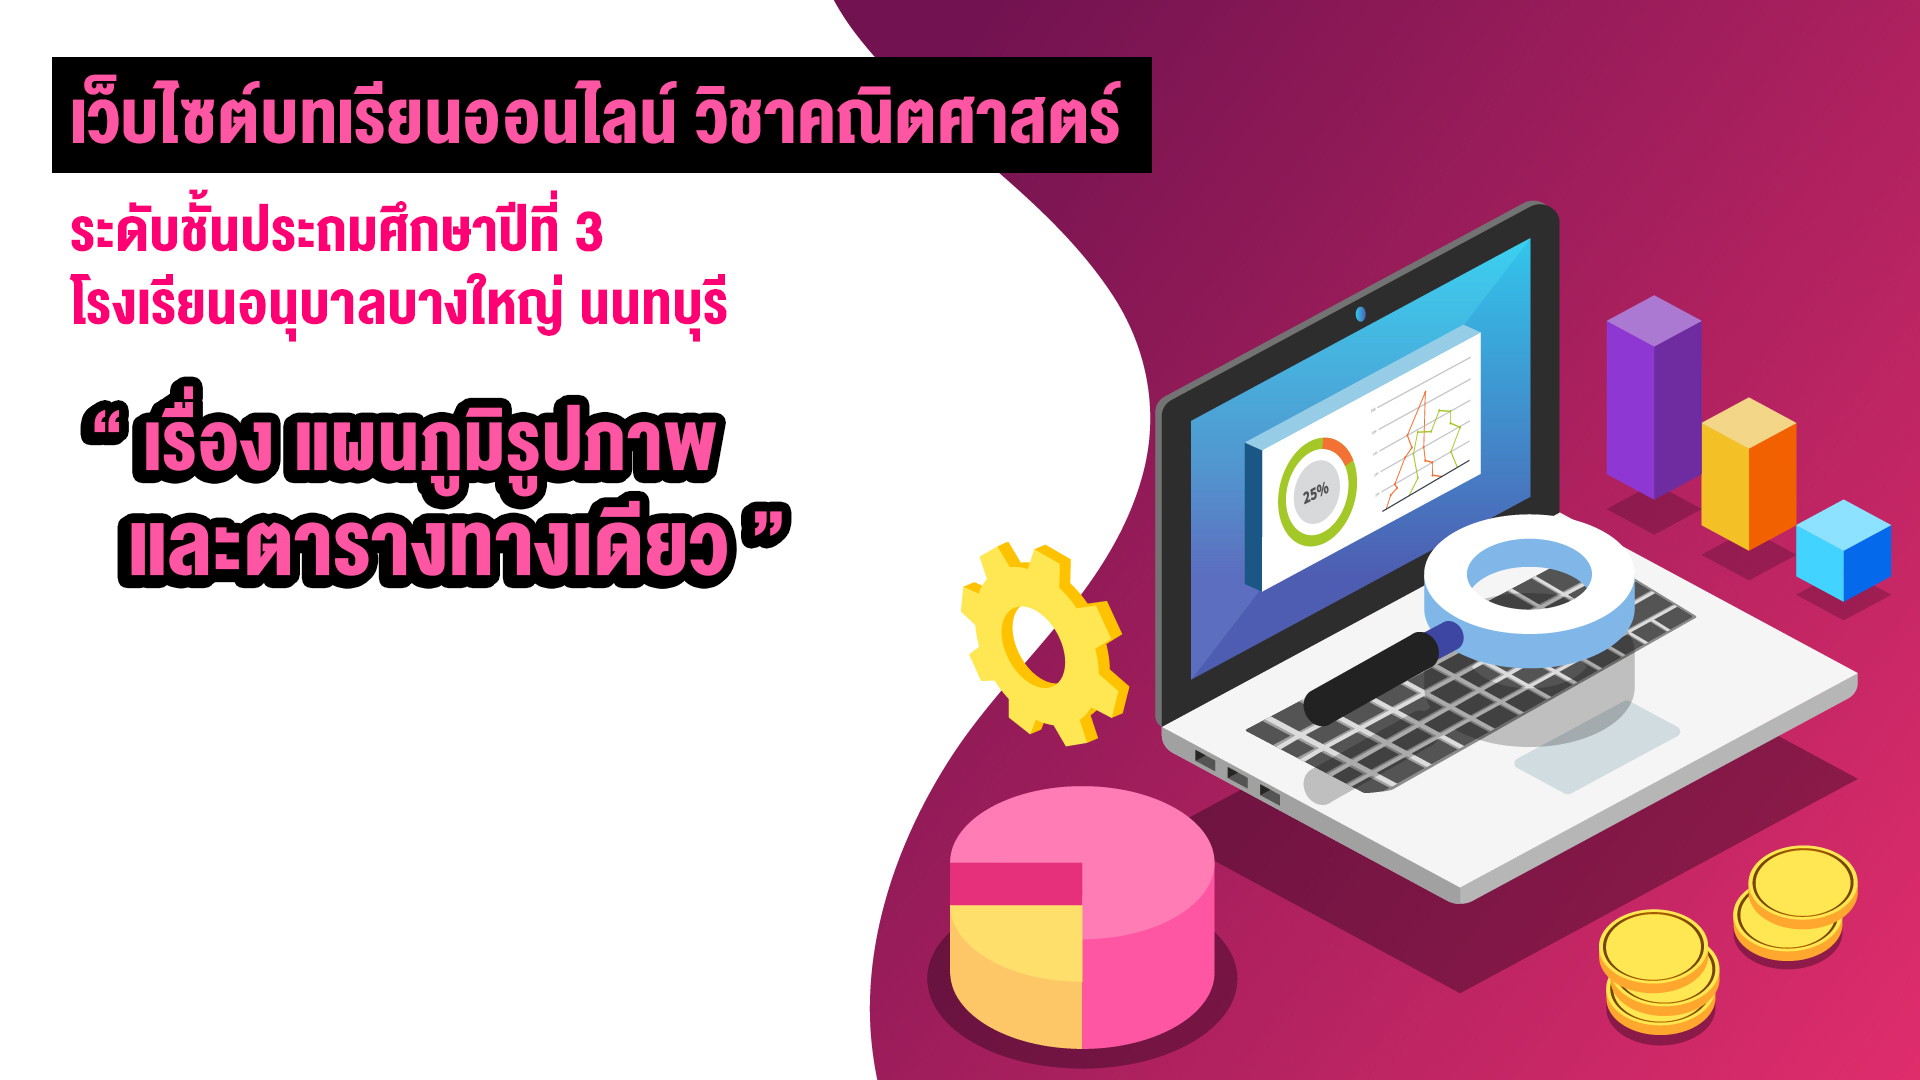 เว็บไซต์บทเรียนออนไลน์ วิชาคณิตศาสตร์
ระดับชั้นประถมศึกษาปีที่ 3
โรงเรียนอนุบาลบางใหญ่ นนทบุรี
“ เรื่อง แผนภูมิรูปภาพ
และตารางทางเดียว ”
25%